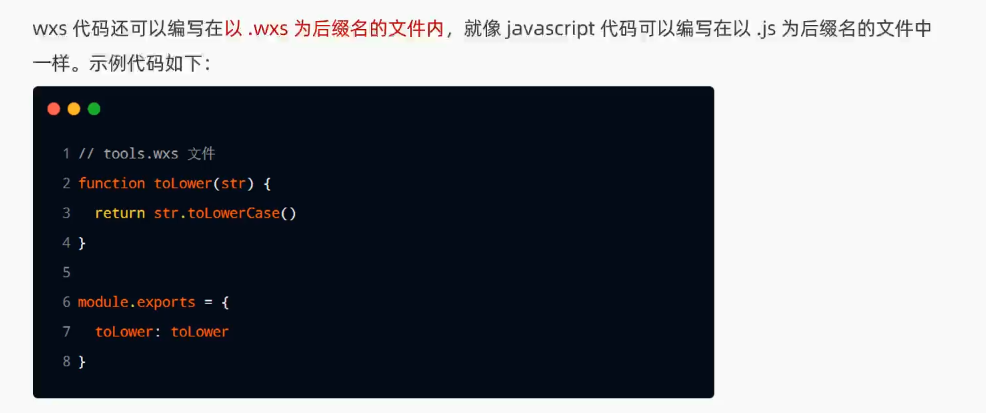 wxs 代码还可以编写在以 .wxs 为后缀名的文件内，就像 javascript 代码可以编写在以 .js 为后缀名的文件中
一样。示例代码如下：
1 // tools.wxs 文件
2 function toLower(str) {
3   return str.toLowerCase()
4 }
5
6 module.exports = {
7   toLower: toLower
8 }